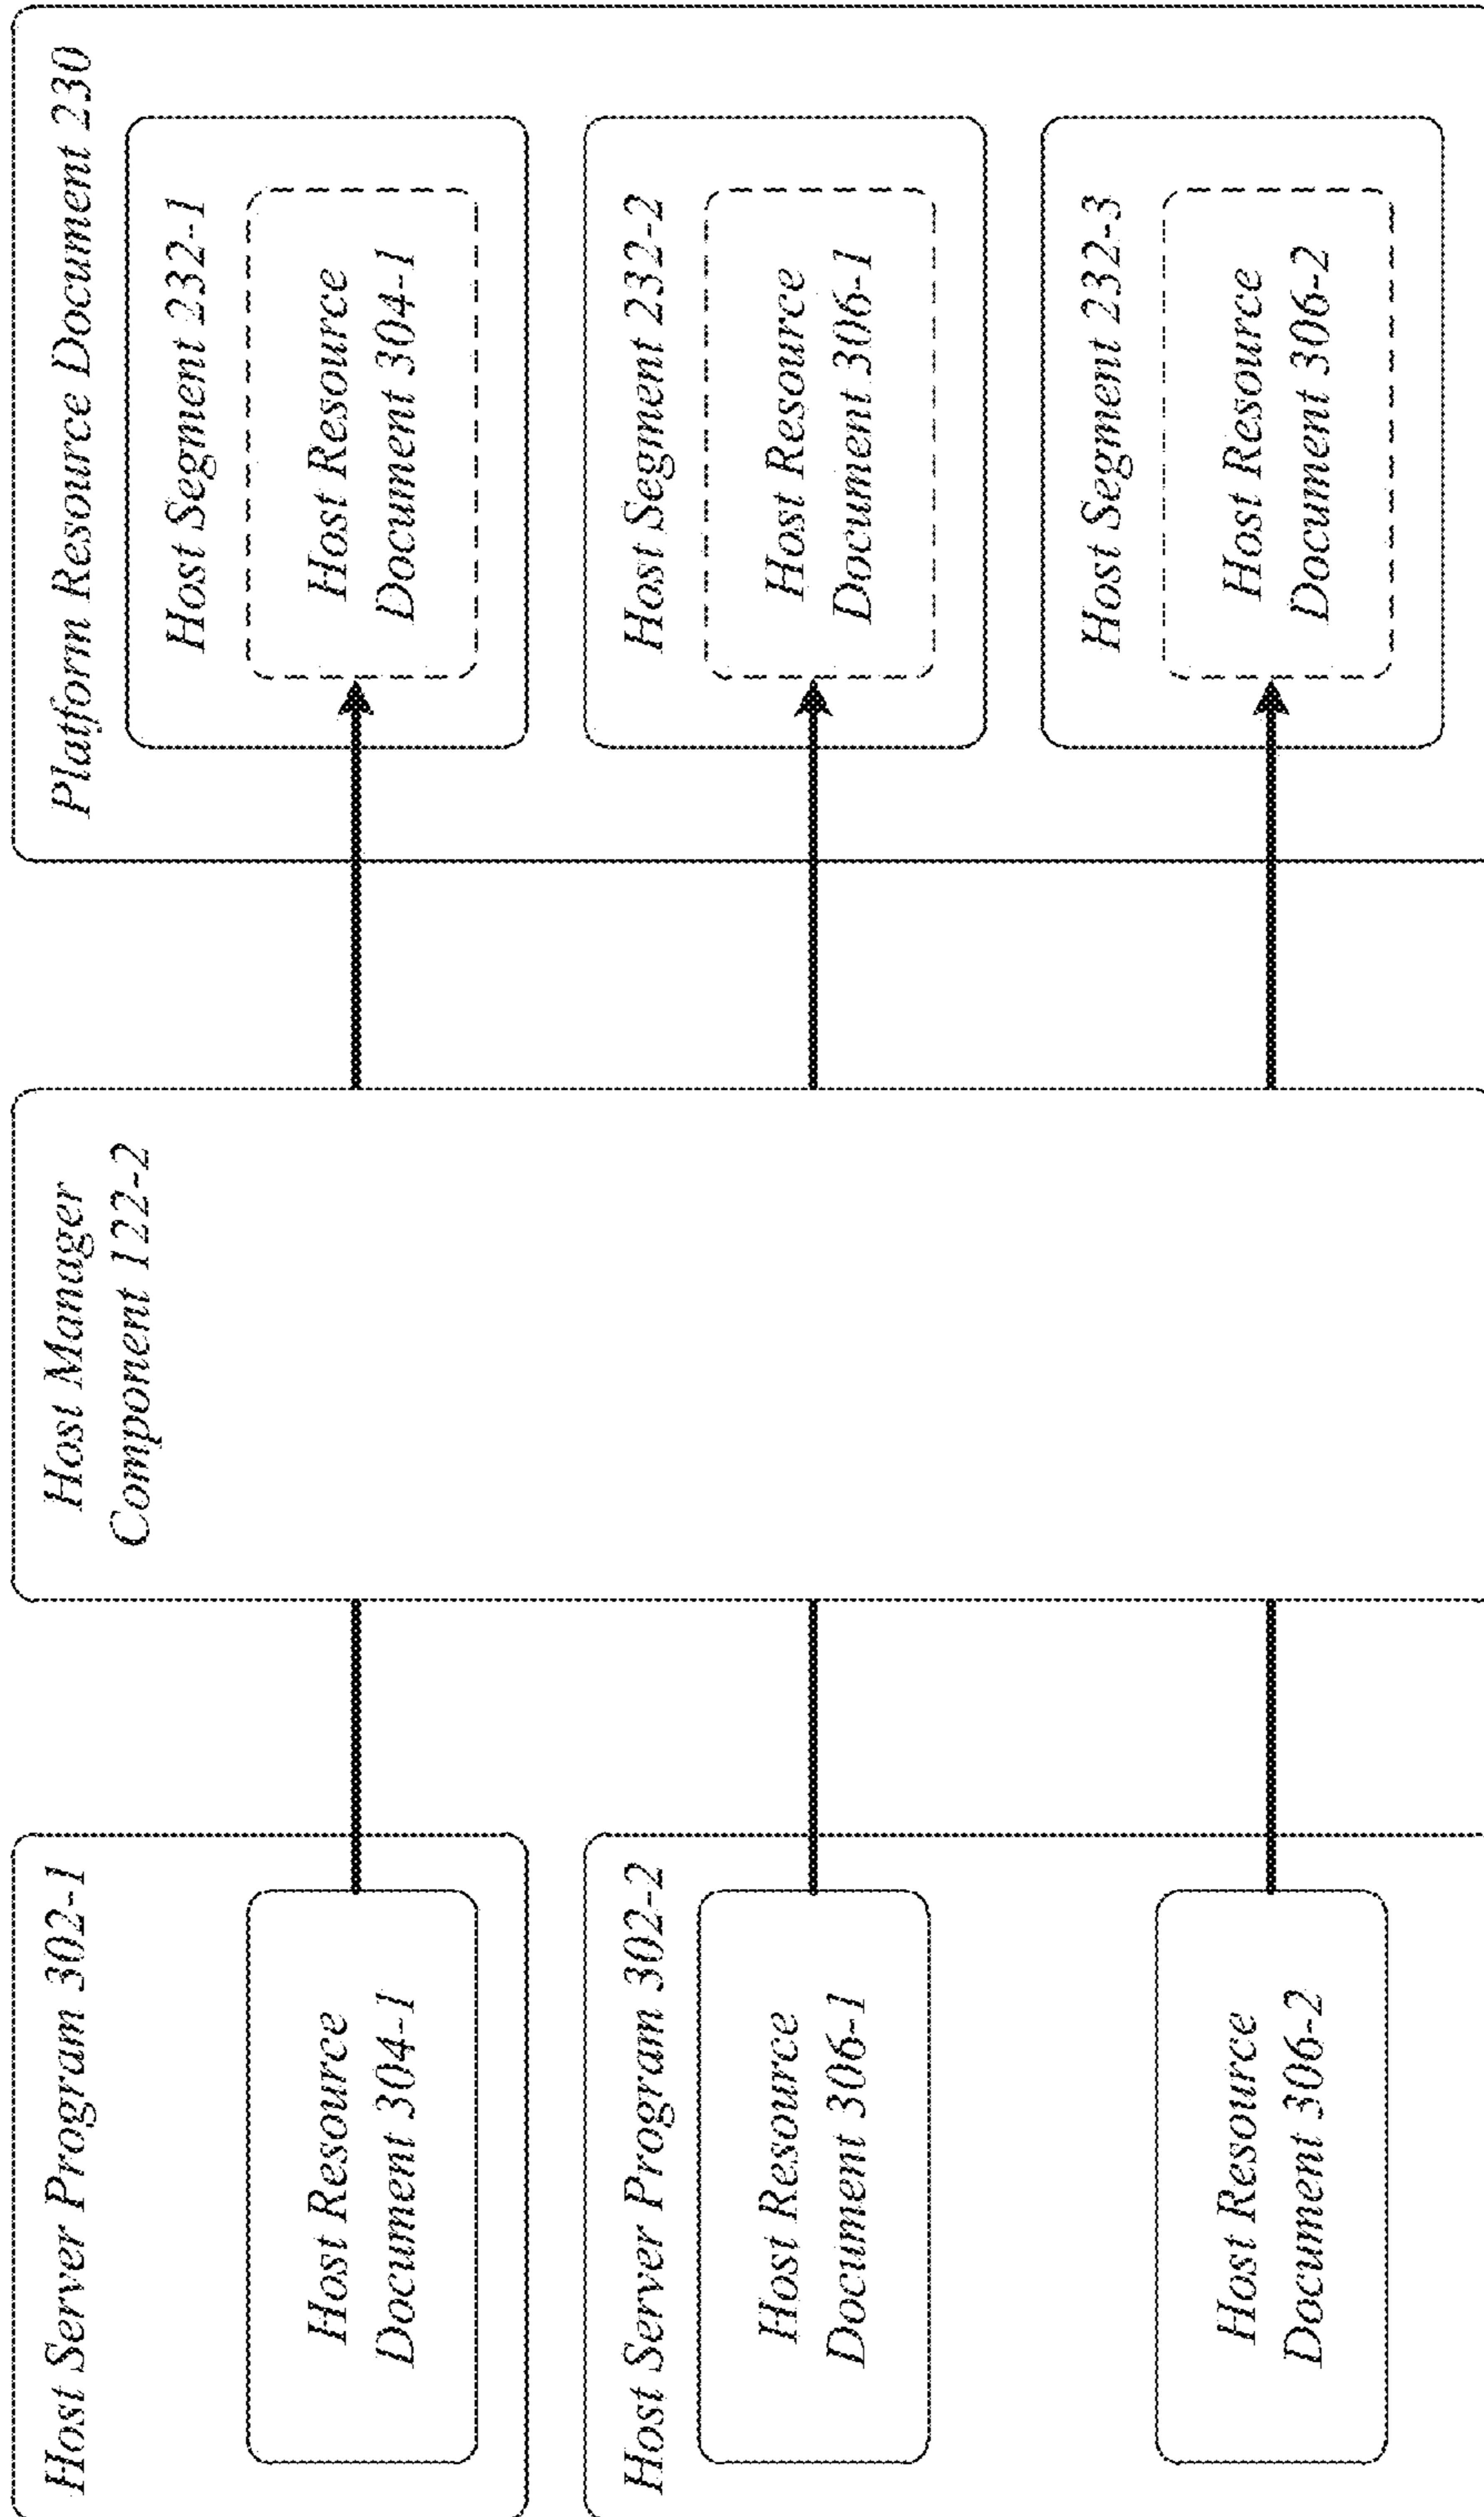 Host Server Program 302-1
Host Resource
Document 304-1
Host Server Program 302-2
Host Resource
Document 306-1
Host Resource
Document 306-2
Host Manager
Component 122-2
Platform Resource Document 230
Host Segment 232-1
Host Resource
Document 304-1
Host Segment 232-2
Host Resource
Document 306-1
Host Segment 232-3
Host Resource
Document 306-2